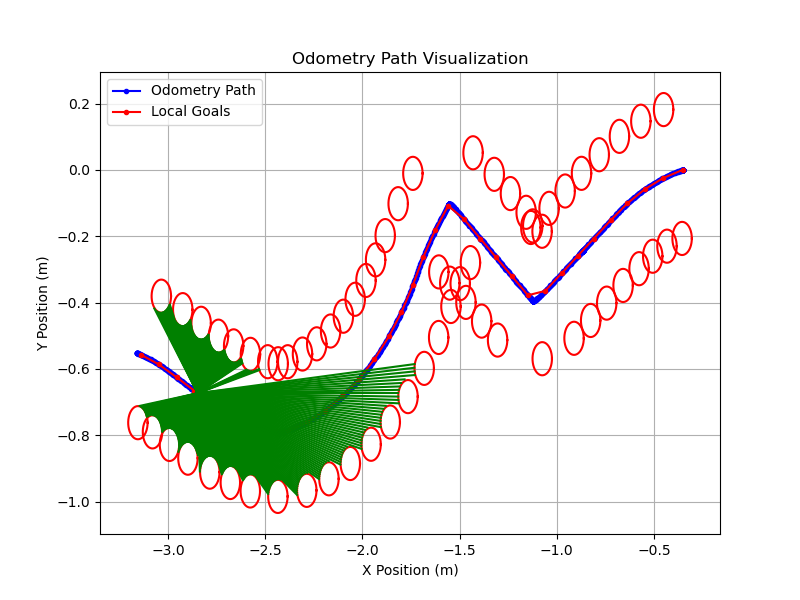 Odometry Path Visualization
Odometry Path
Local Goals
Y Position (m)
0.2
0.0
−0.2
−0.4
−0.6
−0.8
−1.0
−3.0 −2.5 −2.0 −1.5 −1.0 −0.5
X Position (m)